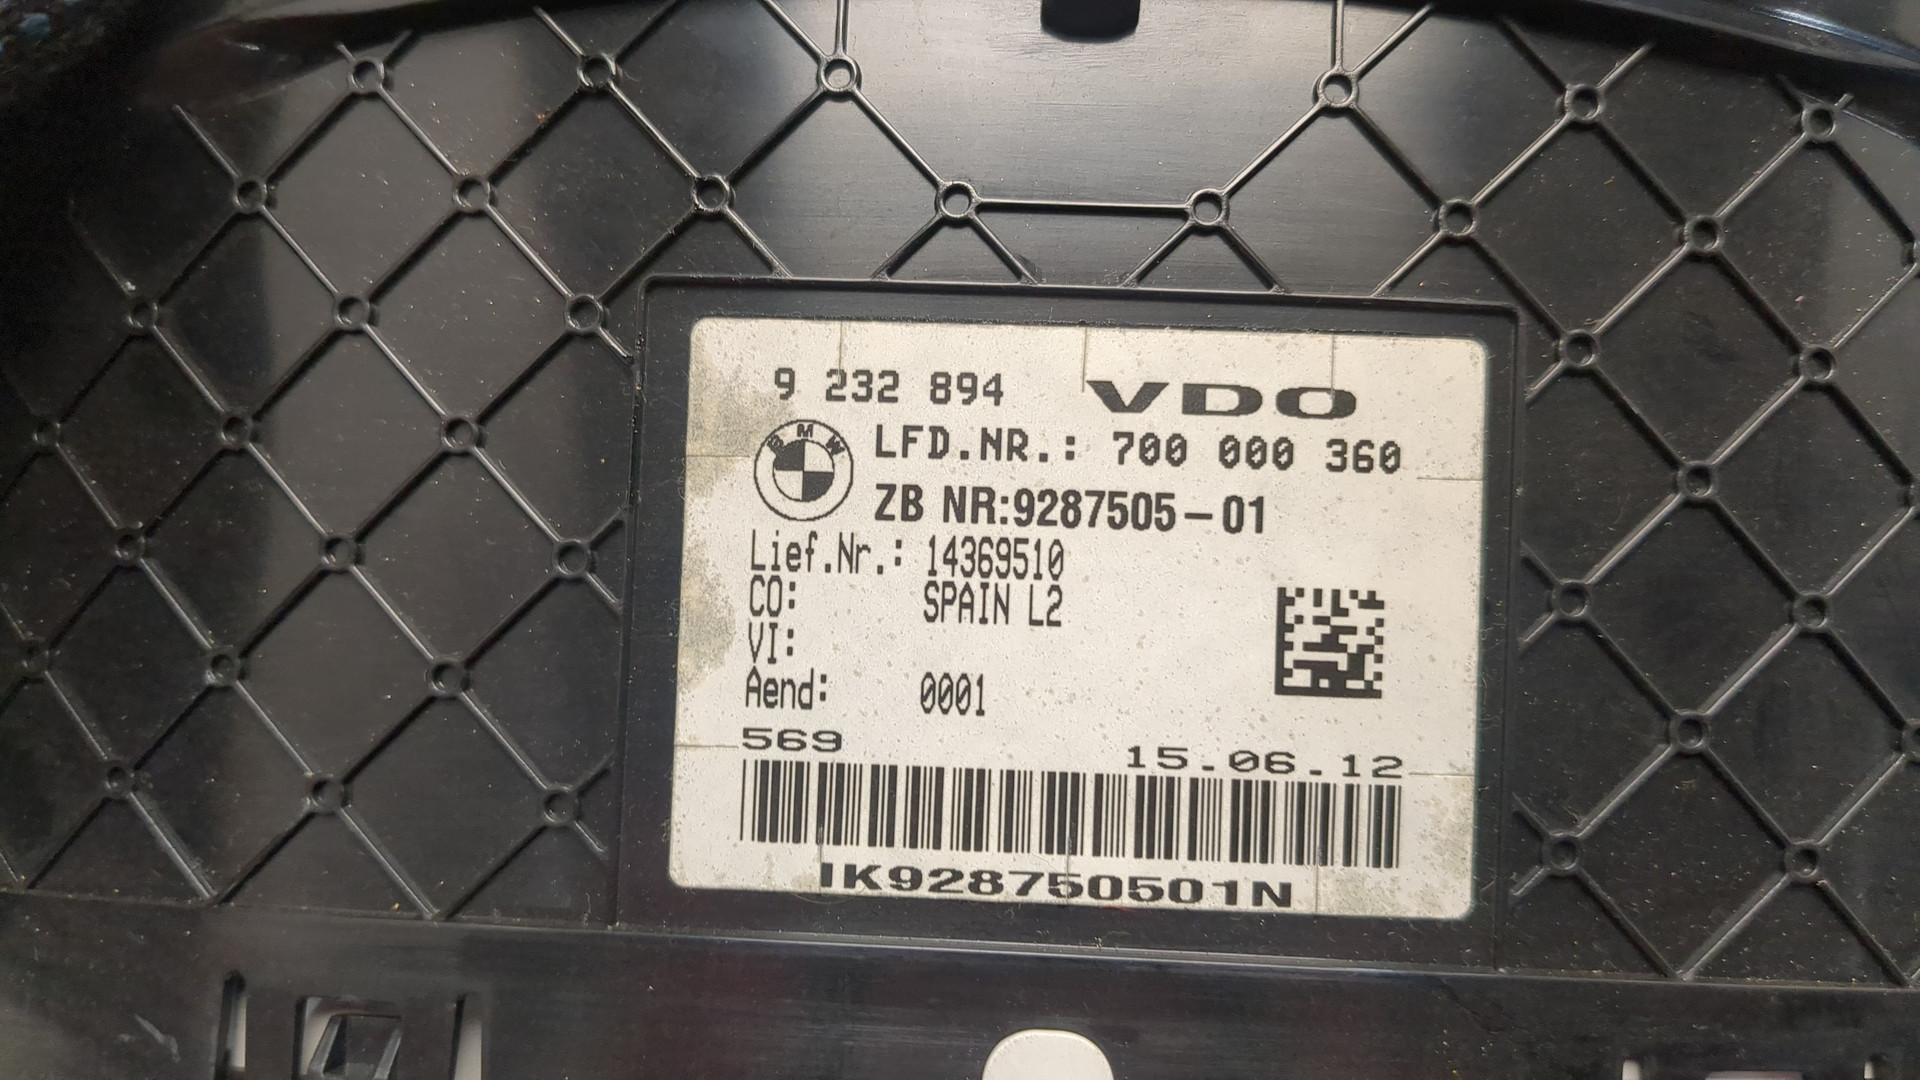 9 232 894 VDO
BMW
LFD.NR.: 700 000 360
ZB NR:9287505-01
Lief.Nr.: 14369510
CO: SPAIN L2
VI:
Aend: 0001
569 15.06.12
IK928750501N